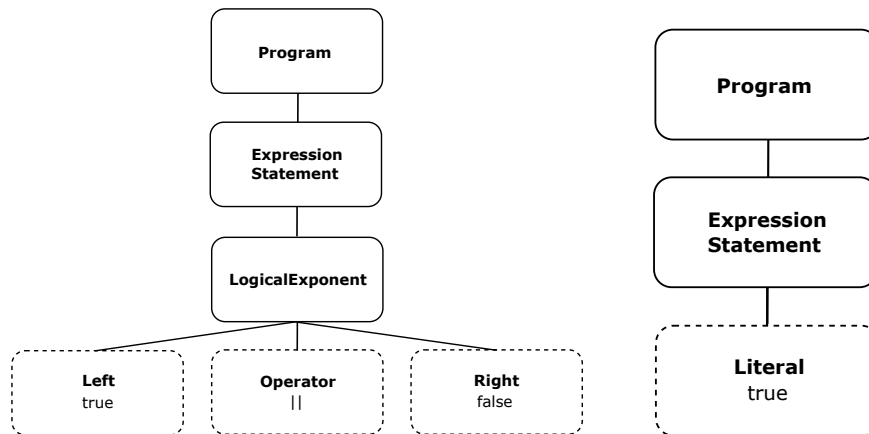 Program
Expression
Statement
LogicalExponent
Left
true
Operator
||
Right
false
Program
Expression
Statement
Literal
true